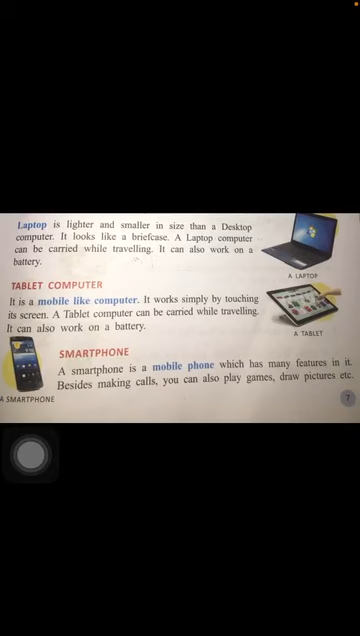 Laptop is lighter and smaller in size than a Desktop
computer. It looks like a briefcase. A Laptop computer
can be carried while travelling. It can also work on a
battery.
A LAPTOP
TABLET COMPUTER
It is a mobile like computer. It works simply by touching
its screen. A Tablet computer can be carried while travelling.
It can also work on a battery.
A TABLET
SMARTPHONE
A smartphone is a mobile phone which has many features in it.
Besides making calls, you can also play games, draw pictures etc.
A SMARTPHONE
7